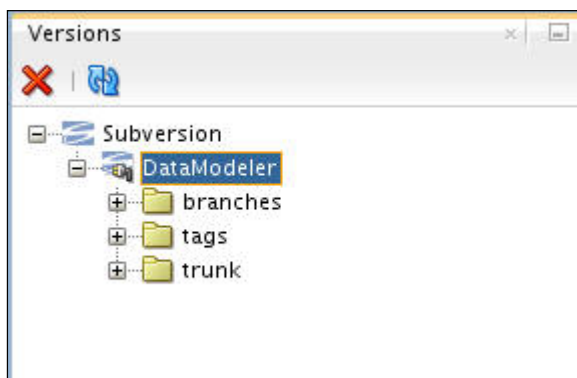 Versions
Subversion
DataModeler
branches
tags
trunk